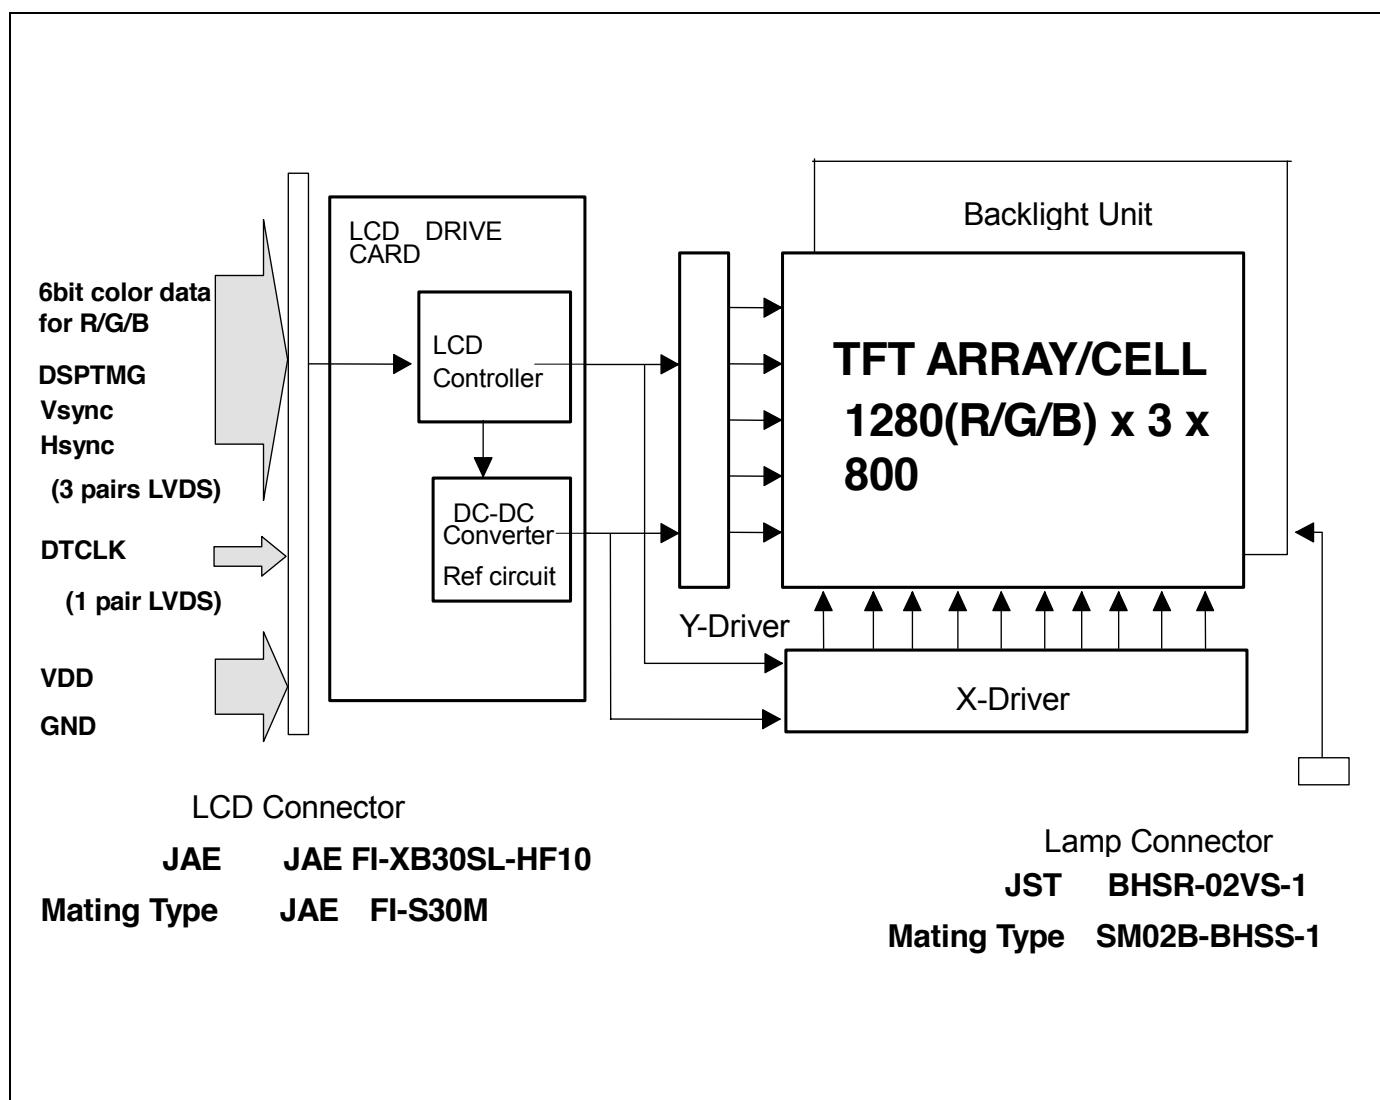 Backlight Unit
LCD DRIVE
CARD
6bit color data
for R/G/B
DSPTMG
Vsync
Hsync
(3 pairs LVDS)
DTCLK
(1 pair LVDS)
VDD
GND
LCD
Controller
DC-DC
Converter
Ref circuit
TFT ARRAY/CELL
1280(R/G/B) x 3 x
800
Y-Driver
X-Driver
LCD Connector
JAE JAE FI-XB30SL-HF10
Mating Type JAE FI-S30M
Lamp Connector
JST BHSR-02VS-1
Mating Type SM02B-BHSS-1